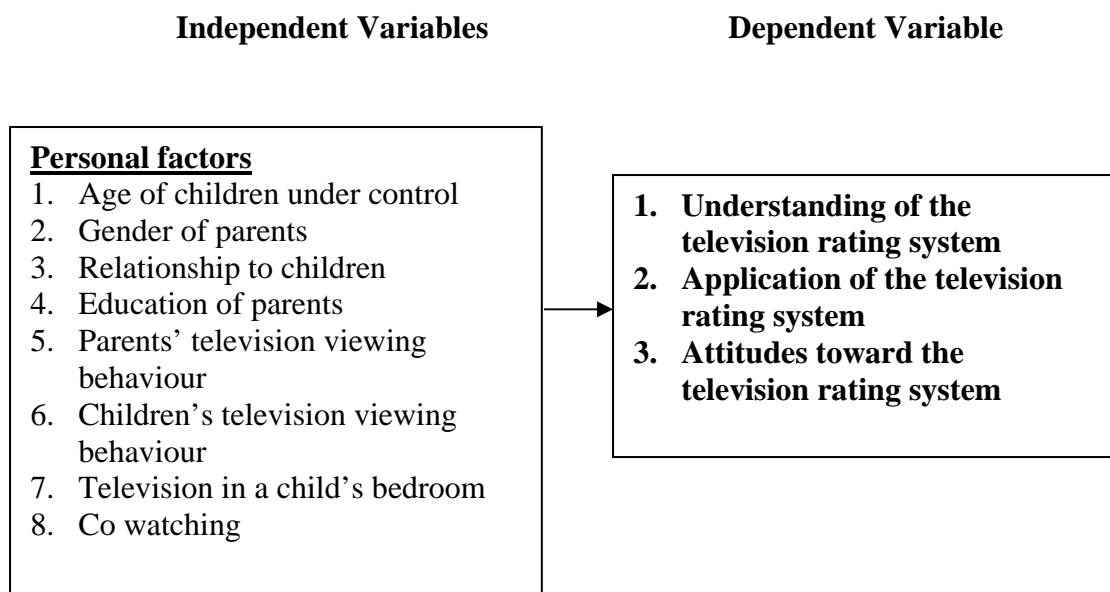 Independent Variables
Dependent Variable
Personal factors
1. Age of children under control
2. Gender of parents
3. Relationship to children
4. Education of parents
5. Parents’ television viewing
behaviour
6. Children’s television viewing
behaviour
7. Television in a child’s bedroom
8. Co watching
1. Understanding of the
television rating system
2. Application of the television
rating system
3. Attitudes toward the
television rating system